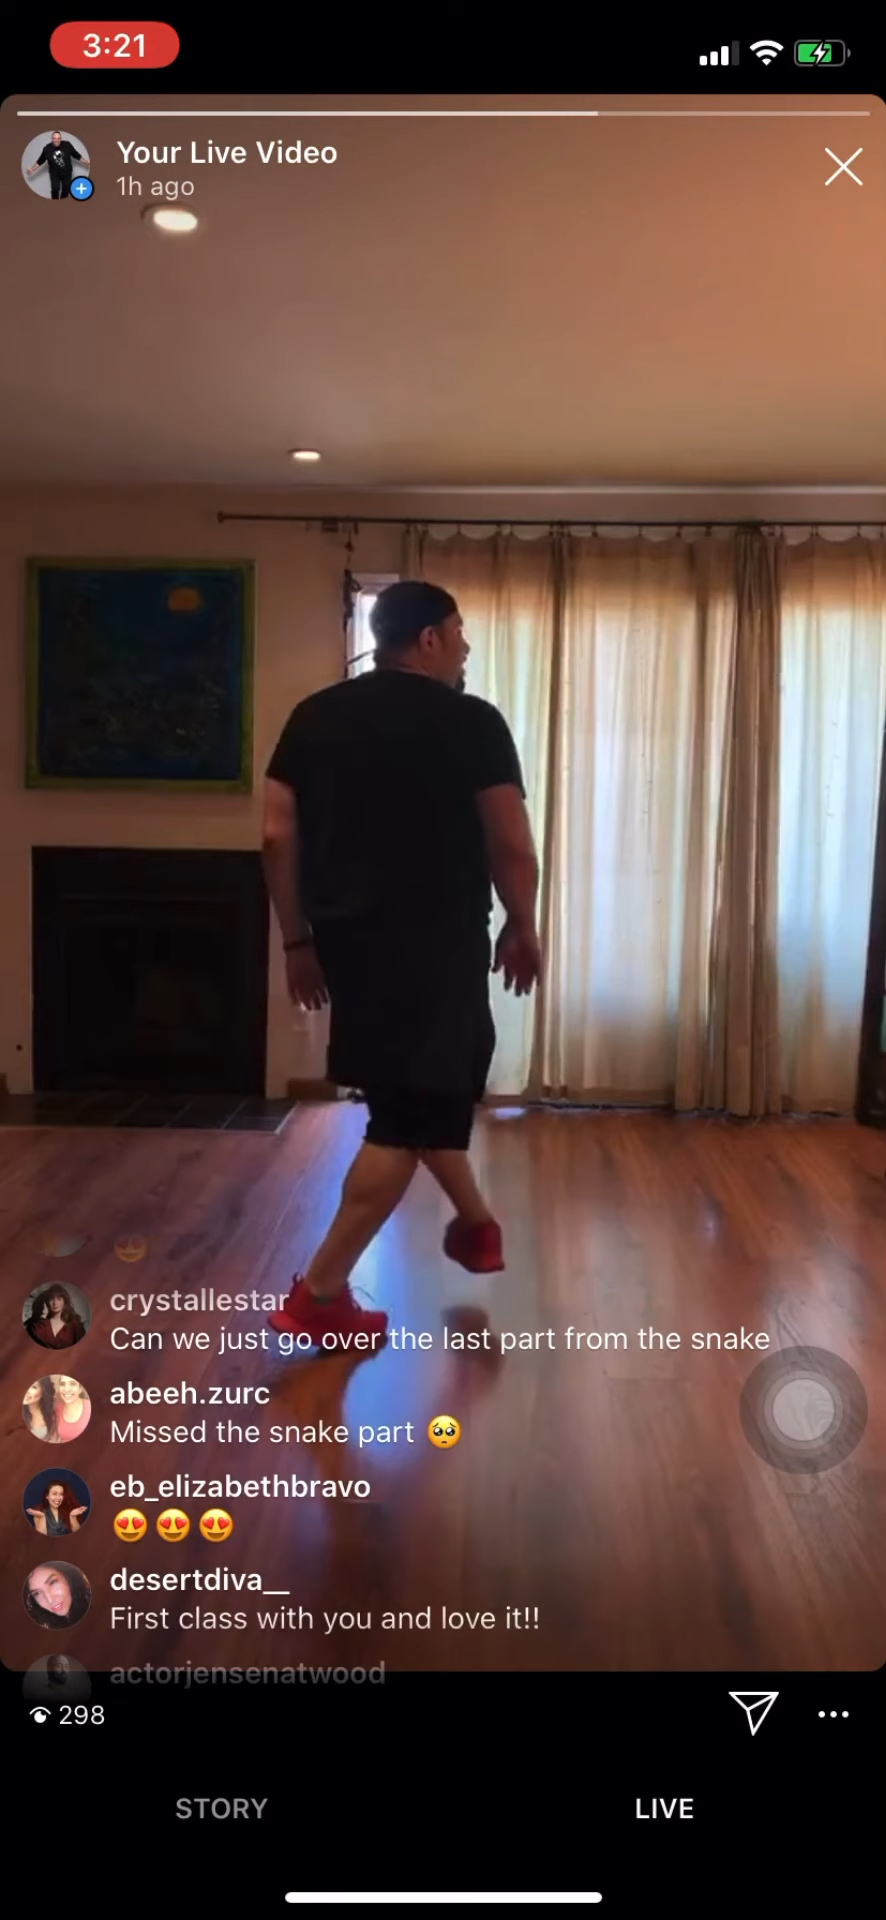 3:21
Your Live Video
1h ago
crystallestar
Can we just go over the last part from the snake
abeeh.zurc
Missed the snake part 🥺
eb_elizabethbravo
😍😍😍
desertdiva__
First class with you and love it!!
actorjensenatwood
298
STORY
LIVE